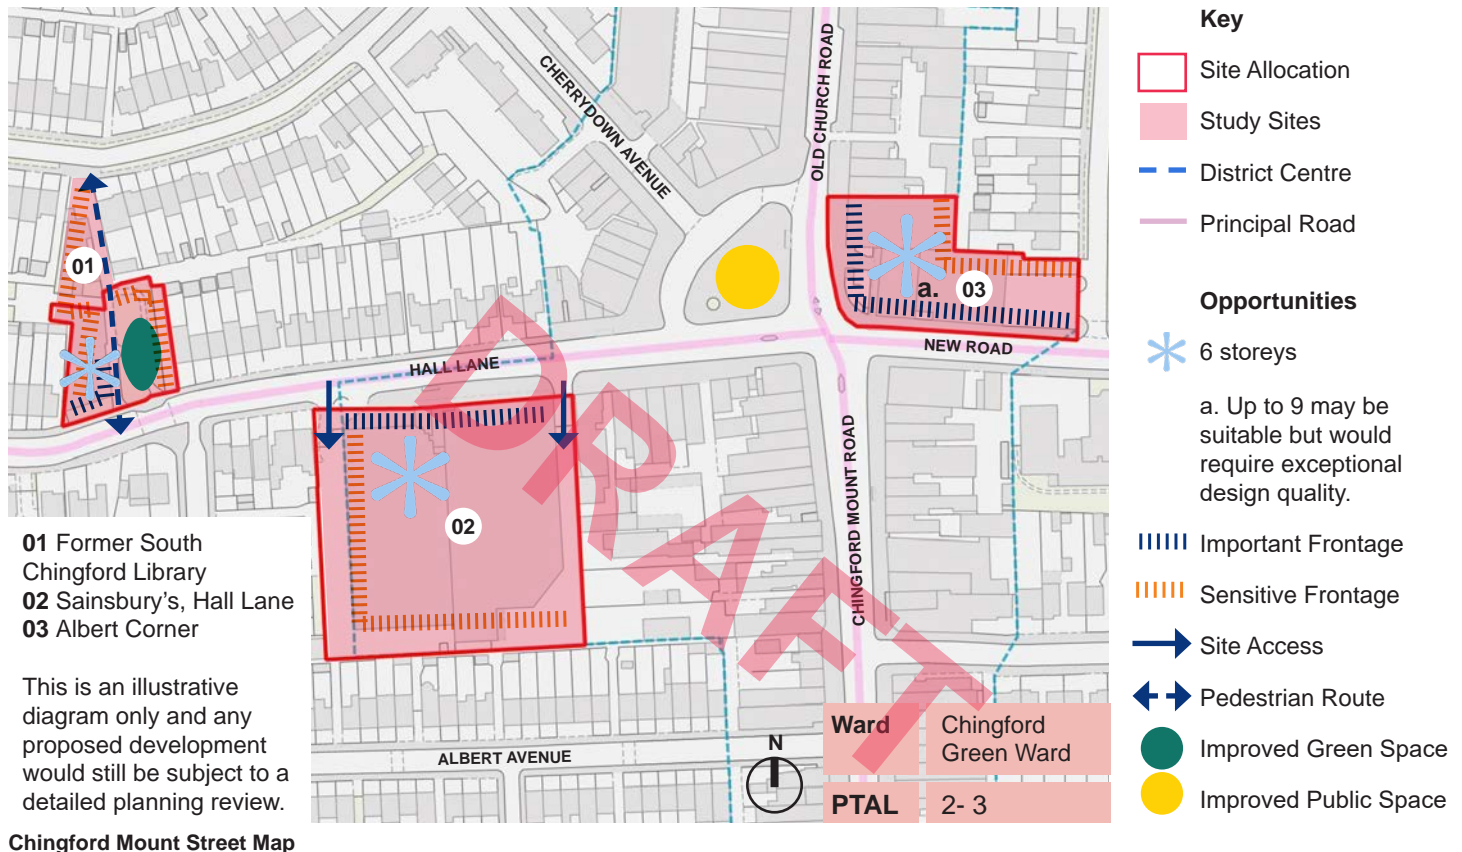 CHERRYDOWN AVENUE
OLD CHURCH ROAD
01
a.
03
NEW ROAD
HALL LANE
02
CHINGFORD MOUNT ROAD
ALBERT AVENUE
N
DRAFT
01 Former South
Chingford Library
02 Sainsbury's, Hall Lane
03 Albert Corner
This is an illustrative
diagram only and any
proposed development
would still be subject to a
detailed planning review.
Chingford Mount Street Map
Ward Chingford
Green Ward
PTAL 2- 3
Key
Site Allocation
Study Sites
District Centre
Principal Road
Opportunities
6 storeys
a. Up to 9 may be
suitable but would
require exceptional
design quality.
Important Frontage
Sensitive Frontage
Site Access
Pedestrian Route
Improved Green Space
Improved Public Space